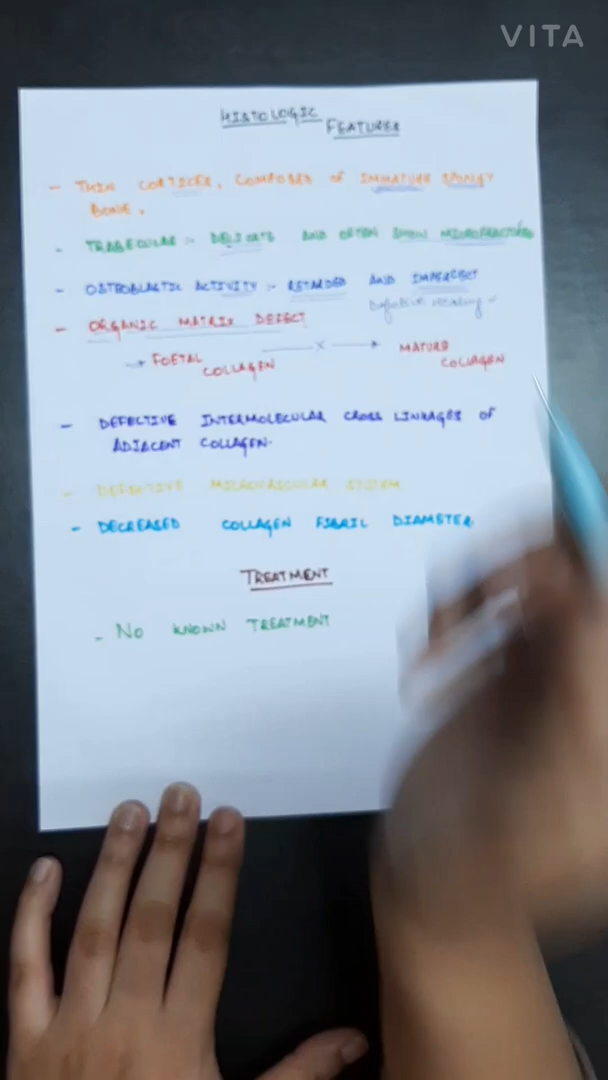 VITA
HISTOLOGIC
FEATURES
- THIN CORTICES, COMPOSED OF IMMATURE SPONGY
BONE.
- TRABECULAE :- DELICATE AND OFTEN SHOW MICROFRACTURES
- OSTEOBLASTIC ACTIVITY :- RETARDED AND IMPERFECT
- ORGANIC MATRIX DEFECT
→ FOETAL COLLAGEN —x→ MATURE COLLAGEN
- DEFECTIVE INTERMOLECULAR CROSS LINKAGES OF
ADJACENT COLLAGEN.
- DEFECTIVE MICROVASCULAR SYSTEM
- DECREASED COLLAGEN FIBRIL DIAMETER
TREATMENT
- NO KNOWN TREATMENT